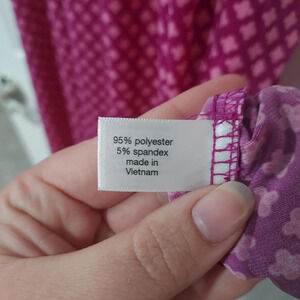 95% polyester
5% spandex
made in
Vietnam